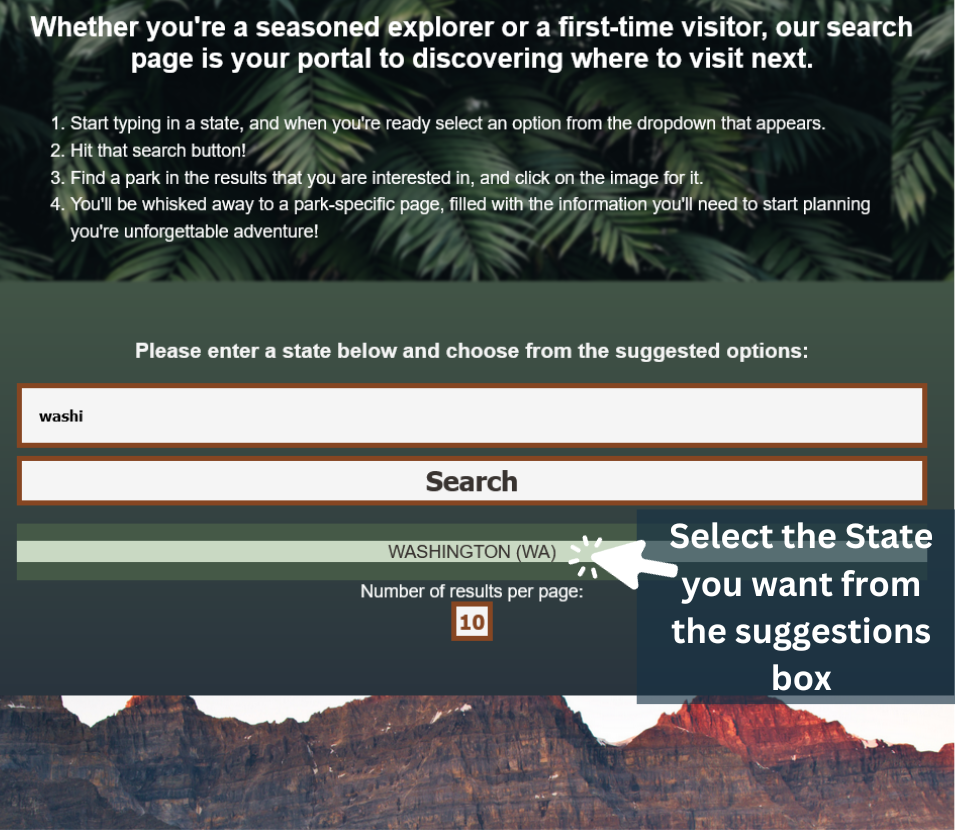 Whether you're a seasoned explorer or a first-time visitor, our search
page is your portal to discovering where to visit next.
1. Start typing in a state, and when you're ready select an option from the dropdown that appears.
2. Hit that search button!
3. Find a park in the results that you are interested in, and click on the image for it.
4. You'll be whisked away to a park-specific page, filled with the information you'll need to start planning
you're unforgettable adventure!
Please enter a state below and choose from the suggested options:
washi
Search
WASHINGTON (WA)
Select the State
you want from
the suggestions
box
Number of results per page:
10